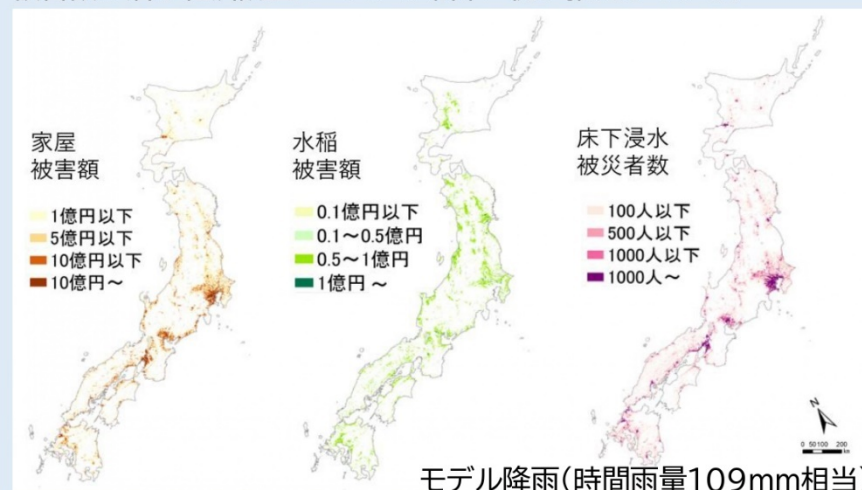 家屋
被害額
1億円以下
5億円以下
10億円以下
10億円～
水稲
被害額
0.1億円以下
0.1～0.5億円
0.5～1億円
1億円～
床下浸水
被災者数
100人以下
500人以下
1000人以下
1000人～
N
0 50 100 200
km
モデル降雨(時間雨量109mm相当)